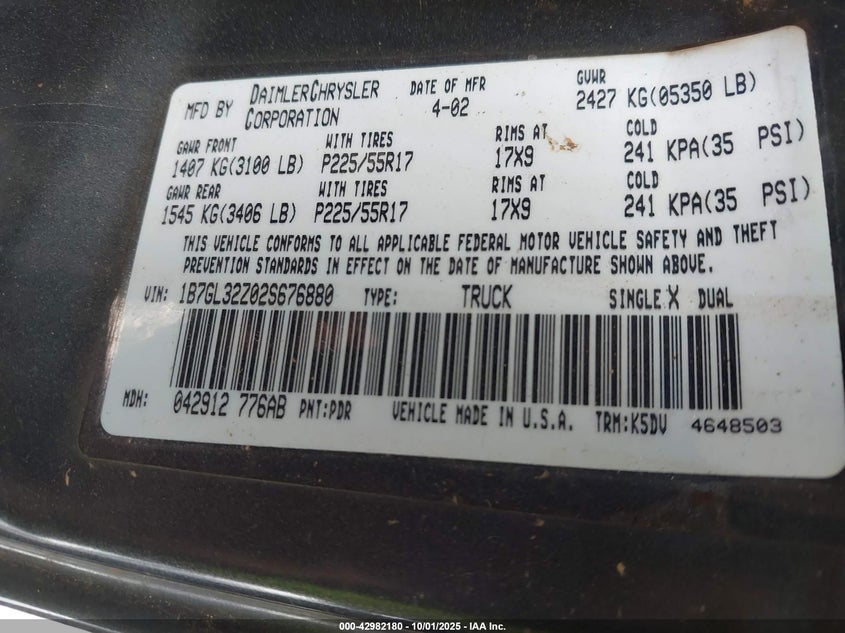 MFD BY DAIMLERCHRYSLER CORPORATION DATE OF MFR 4-02 GVWR 2427 KG(05350 LB)
GAWR FRONT WITH TIRES RIMS AT COLD
1407 KG(3100 LB) P225/55R17 17X9 241 KPA(35 PSI)
GAWR REAR WITH TIRES RIMS AT COLD
1545 KG(3406 LB) P225/55R17 17X9 241 KPA(35 PSI)
THIS VEHICLE CONFORMS TO ALL APPLICABLE FEDERAL MOTOR VEHICLE SAFETY AND THEFT
PREVENTION STANDARDS IN EFFECT ON THE DATE OF MANUFACTURE SHOWN ABOVE.
VIN: 1B7GL32Z02S676880 TYPE: TRUCK SINGLE X DUAL
MDH: 042912 776AB PNT:PDR VEHICLE MADE IN U.S.A. TRM:K5DV 4648503
000-42982180 - 10/01/2025 - IAA Inc.